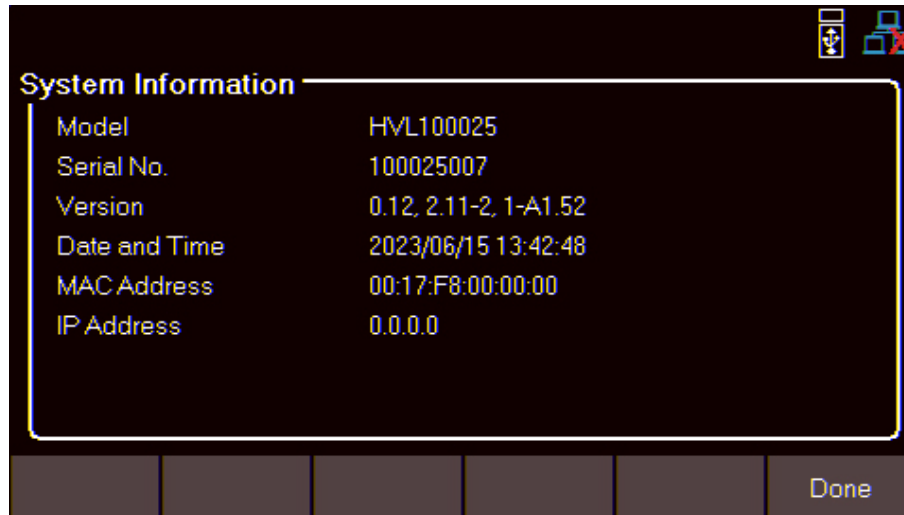 System Information
Model HVL100025
Serial No. 100025007
Version 0.12, 2.11-2, 1-A1.52
Date and Time 2023/06/15 13:42:48
MAC Address 00:17:F8:00:00:00
IP Address 0.0.0.0
Done